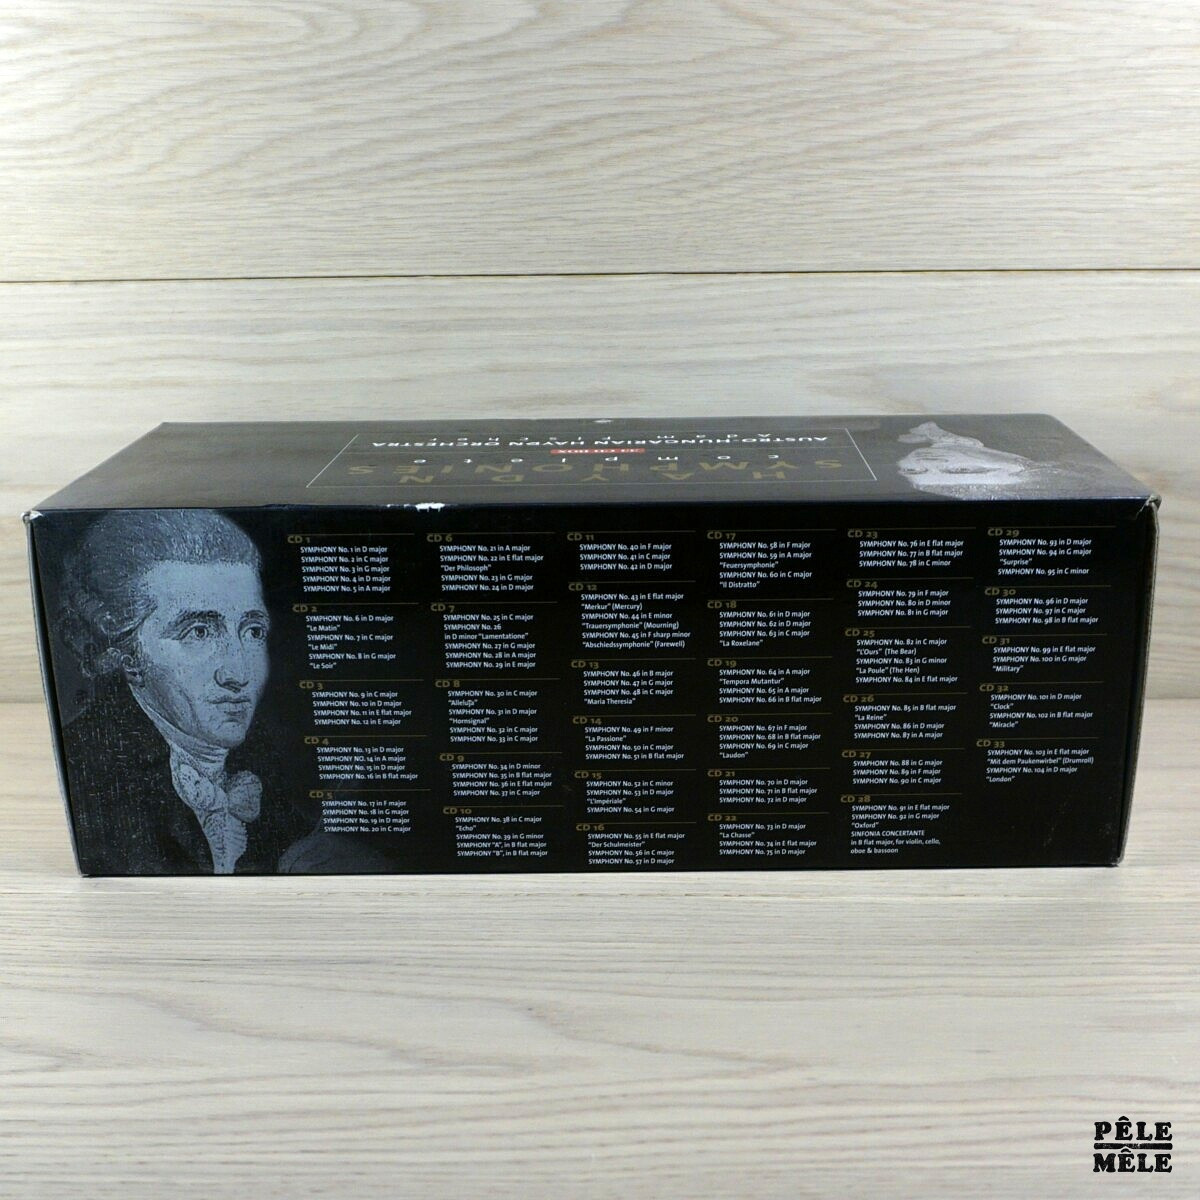 AUSTRO-HUNGARIAN HAYDN ORCHESTRA
Adam Fischer
33 CD BOX
complete
HAYDN
SYMPHONIES
CD 1
SYMPHONY No. 1 in D major
SYMPHONY No. 2 in C major
SYMPHONY No. 3 in G major
SYMPHONY No. 4 in D major
SYMPHONY No. 5 in A major
CD 2
SYMPHONY No. 6 in D major
"Le Matin"
SYMPHONY No. 7 in C major
"Le Midi"
SYMPHONY No. 8 in G major
"Le Soir"
CD 3
SYMPHONY No. 9 in C major
SYMPHONY No. 10 in D major
SYMPHONY No. 11 in E flat major
SYMPHONY No. 12 in E major
CD 4
SYMPHONY No. 13 in D major
SYMPHONY No. 14 in A major
SYMPHONY No. 15 in D major
SYMPHONY No. 16 in B flat major
CD 5
SYMPHONY No. 17 in F major
SYMPHONY No. 18 in G major
SYMPHONY No. 19 in D major
SYMPHONY No. 20 in C major
CD 6
SYMPHONY No. 21 in A major
SYMPHONY No. 22 in E flat major
"Der Philosoph"
SYMPHONY No. 23 in G major
SYMPHONY No. 24 in D major
CD 7
SYMPHONY No. 25 in C major
SYMPHONY No. 26
in D minor "Lamentatione"
SYMPHONY No. 27 in G major
SYMPHONY No. 28 in A major
SYMPHONY No. 29 in E major
CD 8
SYMPHONY No. 30 in C major
"Alleluja"
SYMPHONY No. 31 in D major
"Hornsignal"
SYMPHONY No. 32 in C major
SYMPHONY No. 33 in C major
CD 9
SYMPHONY No. 34 in D minor
SYMPHONY No. 35 in B flat major
SYMPHONY No. 36 in E flat major
SYMPHONY No. 37 in C major
CD 10
SYMPHONY No. 38 in C major
"Echo"
SYMPHONY No. 39 in G minor
SYMPHONY "A", in B flat major
SYMPHONY "B", in B flat major
CD 11
SYMPHONY No. 40 in F major
SYMPHONY No. 41 in C major
SYMPHONY No. 42 in D major
CD 12
SYMPHONY No. 43 in E flat major
"Merkur" (Mercury)
SYMPHONY No. 44 in E minor
"Trauersymphonie" (Mourning)
SYMPHONY No. 45 in F sharp minor
"Abschiedssymphonie" (Farewell)
CD 13
SYMPHONY No. 46 in B major
SYMPHONY No. 47 in G major
SYMPHONY No. 48 in C major
"Maria Theresia"
CD 14
SYMPHONY No. 49 in F minor
"La Passione"
SYMPHONY No. 50 in C major
SYMPHONY No. 51 in B flat major
CD 15
SYMPHONY No. 52 in C minor
SYMPHONY No. 53 in D major
"L'Impériale"
SYMPHONY No. 54 in G major
CD 16
SYMPHONY No. 55 in E flat major
"Der Schulmeister"
SYMPHONY No. 56 in C major
SYMPHONY No. 57 in D major
CD 17
SYMPHONY No. 58 in F major
SYMPHONY No. 59 in A major
"Feuersymphonie"
SYMPHONY No. 60 in C major
"Il Distratto"
CD 18
SYMPHONY No. 61 in D major
SYMPHONY No. 62 in D major
SYMPHONY No. 63 in C major
"La Roxelane"
CD 19
SYMPHONY No. 64 in A major
"Tempora Mutantur"
SYMPHONY No. 65 in A major
SYMPHONY No. 66 in B flat major
CD 20
SYMPHONY No. 67 in F major
SYMPHONY No. 68 in B flat major
SYMPHONY No. 69 in C major
"Laudon"
CD 21
SYMPHONY No. 70 in D major
SYMPHONY No. 71 in B flat major
SYMPHONY No. 72 in D major
CD 22
SYMPHONY No. 73 in D major
"La Chasse"
SYMPHONY No. 74 in E flat major
SYMPHONY No. 75 in D major
CD 23
SYMPHONY No. 76 in E flat major
SYMPHONY No. 77 in B flat major
SYMPHONY No. 78 in C minor
CD 24
SYMPHONY No. 79 in F major
SYMPHONY No. 80 in D minor
SYMPHONY No. 81 in G major
CD 25
SYMPHONY No. 82 in C major
"L'Ours" (The Bear)
SYMPHONY No. 83 in G minor
"La Poule" (The Hen)
SYMPHONY No. 84 in E flat major
CD 26
SYMPHONY No. 85 in B flat major
"La Reine"
SYMPHONY No. 86 in D major
SYMPHONY No. 87 in A major
CD 27
SYMPHONY No. 88 in G major
SYMPHONY No. 89 in F major
SYMPHONY No. 90 in C major
CD 28
SYMPHONY No. 91 in E flat major
SYMPHONY No. 92 in G major
"Oxford"
SINFONIA CONCERTANTE
in B flat major, for violin, cello,
oboe & bassoon
CD 29
SYMPHONY No. 93 in D major
SYMPHONY No. 94 in G major
"Surprise"
SYMPHONY No. 95 in C minor
CD 30
SYMPHONY No. 96 in D major
SYMPHONY No. 97 in C major
SYMPHONY No. 98 in B flat major
CD 31
SYMPHONY No. 99 in E flat major
SYMPHONY No. 100 in G major
"Military"
CD 32
SYMPHONY No. 101 in D major
"Clock"
SYMPHONY No. 102 in B flat major
"Miracle"
CD 33
SYMPHONY No. 103 in E flat major
"Mit dem Paukenwirbel" (Drumroll)
SYMPHONY No. 104 in D major
"London"
PÊLE
MÊLE